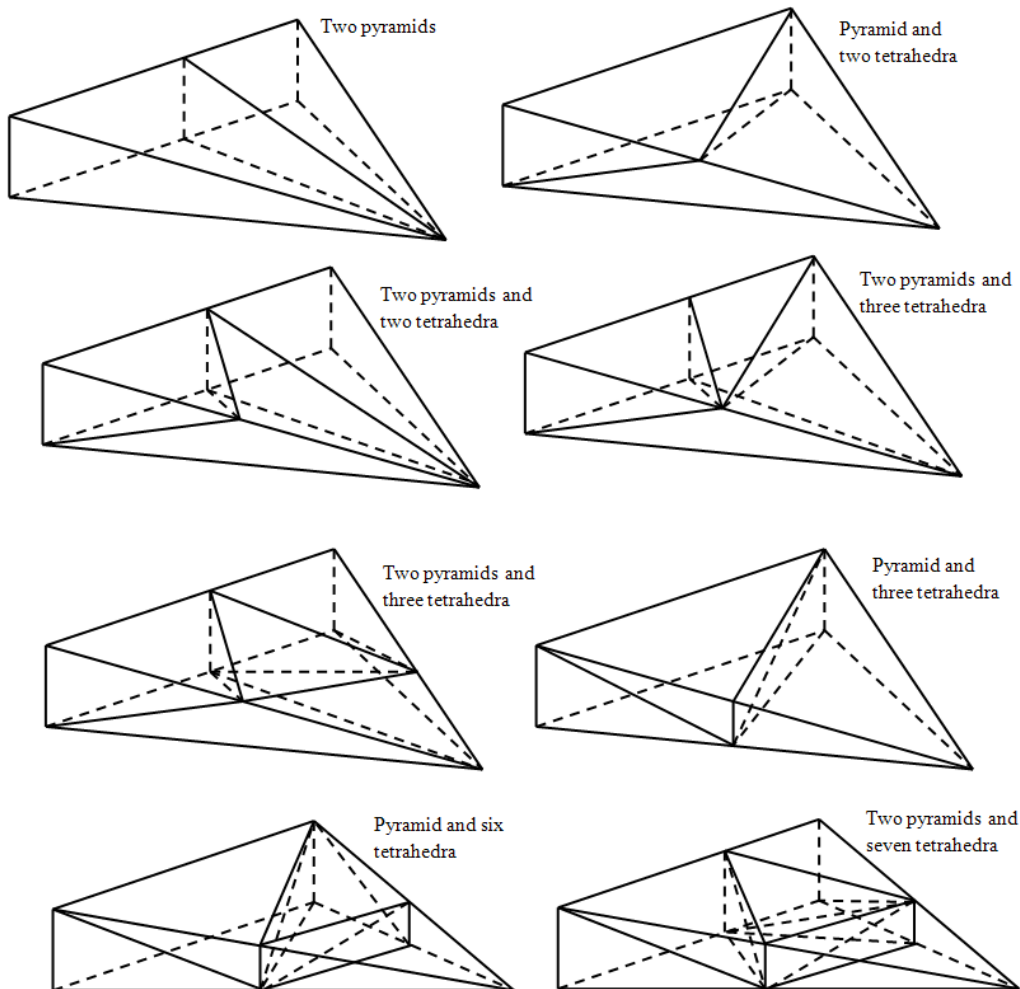 Two pyramids
Pyramid and
two tetrahedra
Two pyramids and
two tetrahedra
Two pyramids and
three tetrahedra
Two pyramids and
three tetrahedra
Pyramid and
three tetrahedra
Pyramid and six
tetrahedra
Two pyramids and
seven tetrahedra